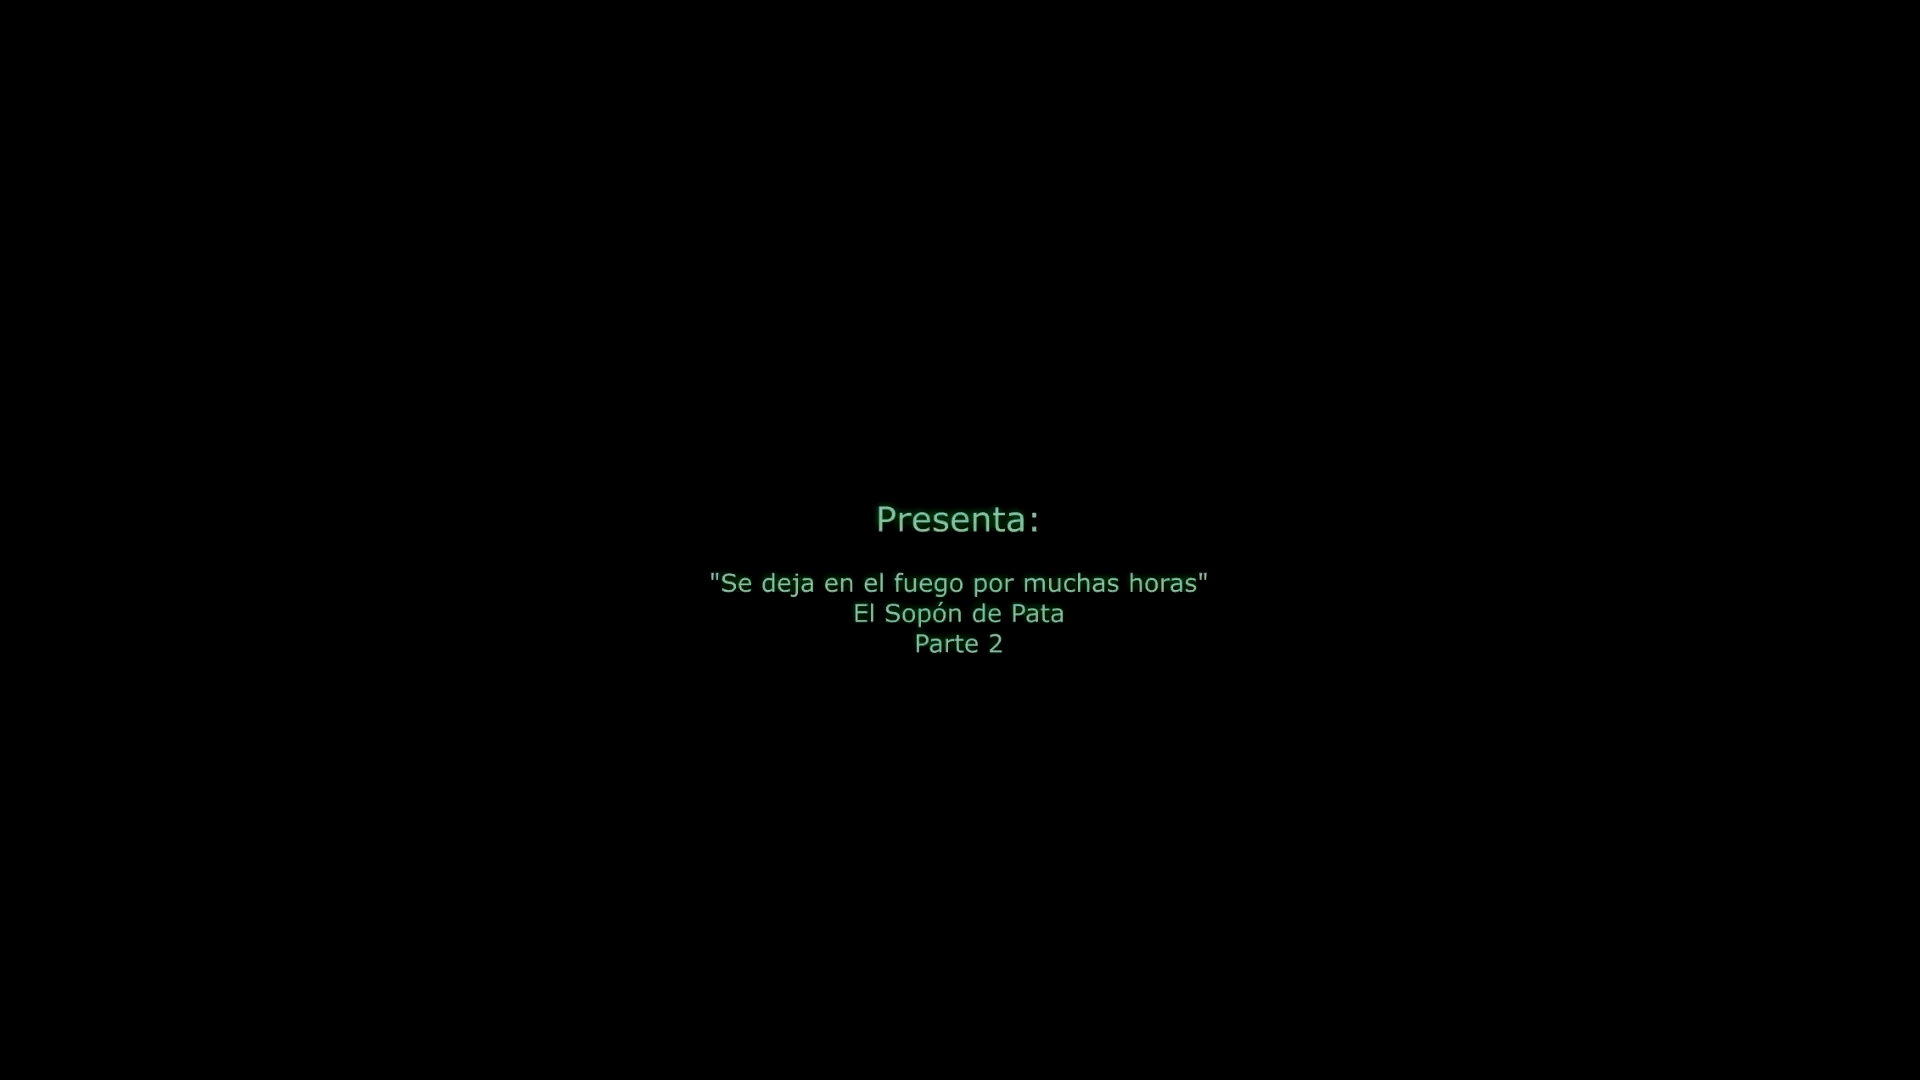 Presenta:
"Se deja en el fuego por muchas horas"
El Sopón de Pata
Parte 2